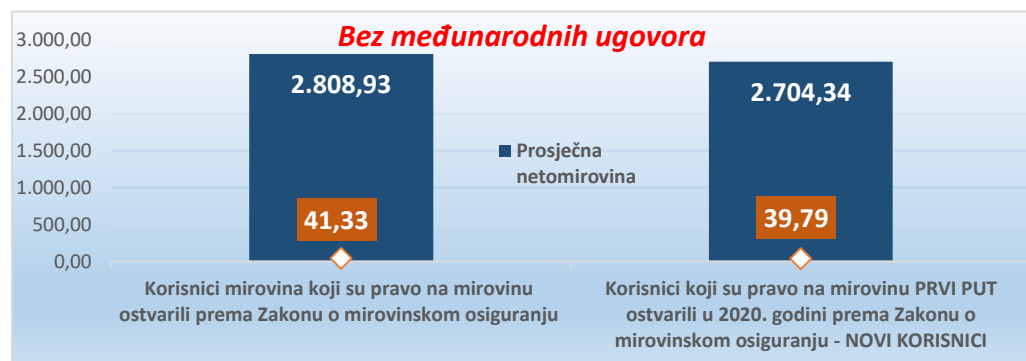 Bez međunarodnih ugovora
3.000,00
2.500,00
2.000,00
1.500,00
1.000,00
500,00
0,00
2.808,93
2.704,34
Prosječna
netomirovina
41,33
39,79
Korisnici mirovina koji su pravo na mirovinu
ostvarili prema Zakonu o mirovinskom osiguranju
Korisnici koji su pravo na mirovinu PRVI PUT
ostvarili u 2020. godini prema Zakonu o
mirovinskom osiguranju - NOVI KORISNICI